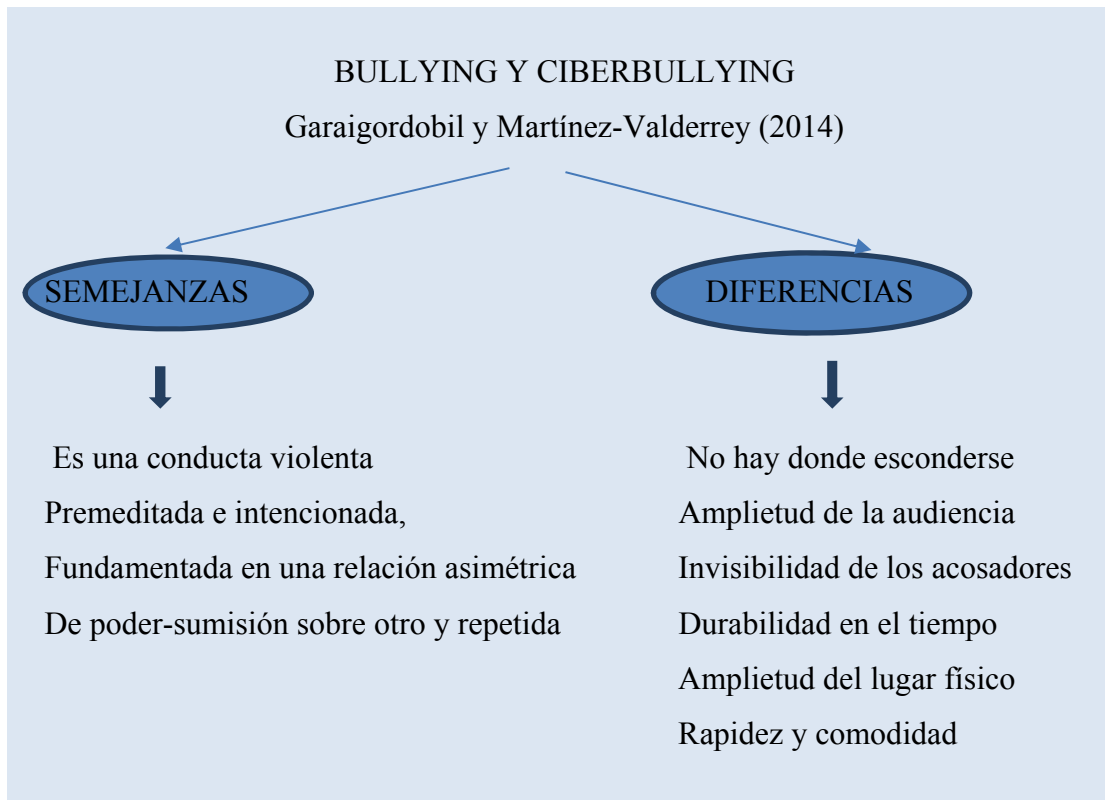 BULLYING Y CIBERBULLYING
Garaigordobil y Martínez-Valderrey (2014)
SEMEJANZAS
Es una conducta violenta
Premeditada e intencionada,
Fundamentada en una relación asimétrica
De poder-sumisión sobre otro y repetida
DIFERENCIAS
No hay donde esconderse
Amplietud de la audiencia
Invisibilidad de los acosadores
Durabilidad en el tiempo
Amplietud del lugar físico
Rapidez y comodidad